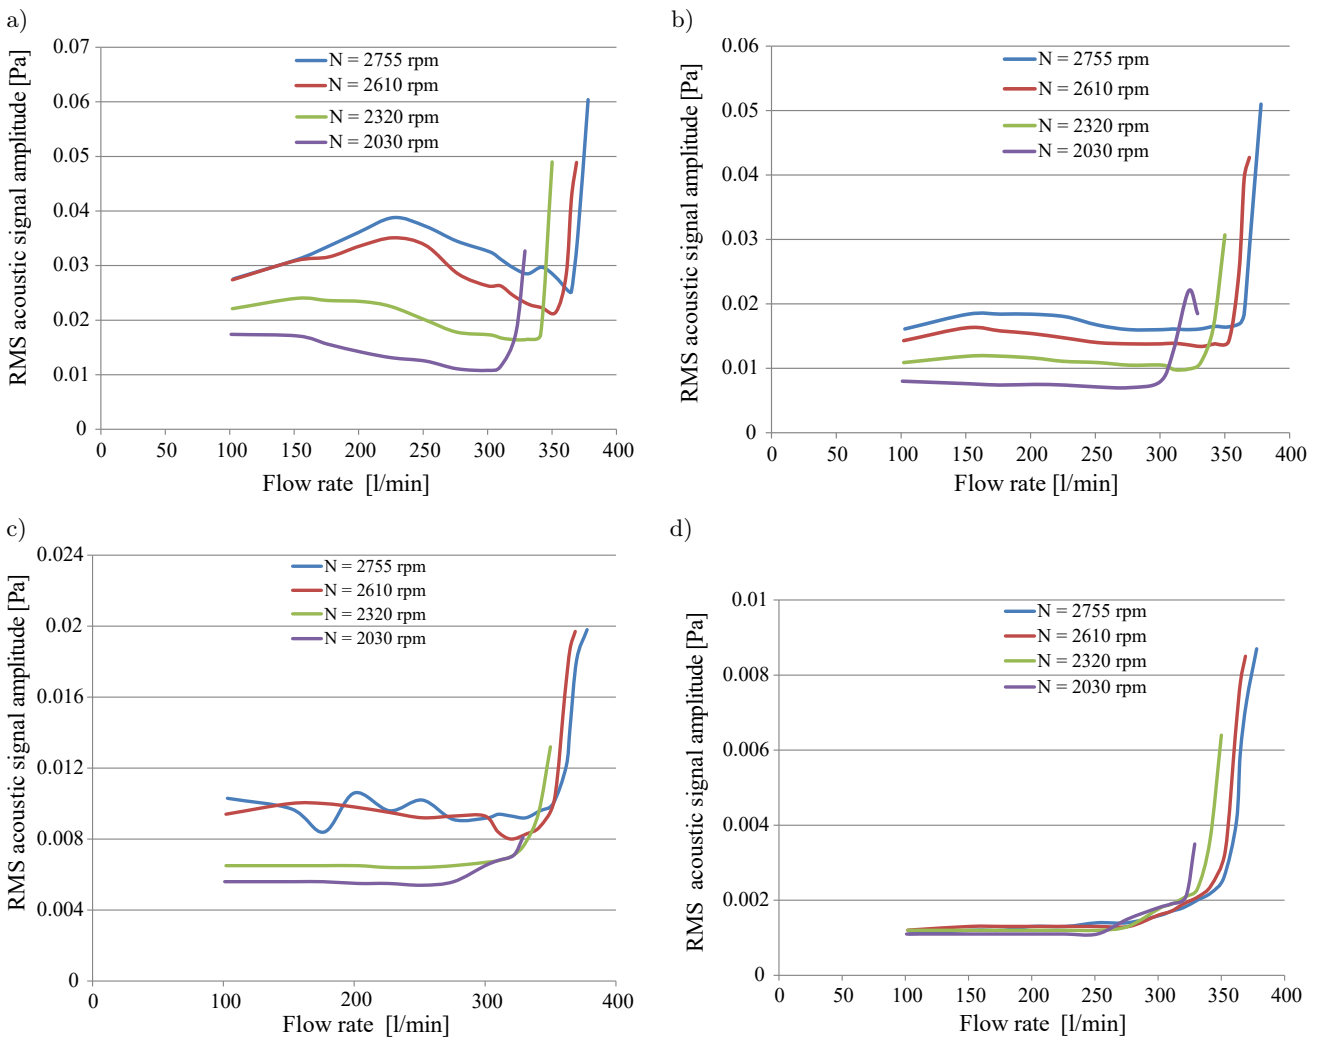 a)
RMS acoustic signal amplitude [Pa]
0.07
0.06
0.05
0.04
0.03
0.02
0.01
0
N = 2755 rpm
N = 2610 rpm
N = 2320 rpm
N = 2030 rpm
0 50 100 150 200 250 300 350 400
Flow rate [l/min]
b)
RMS acoustic signal amplitude [Pa]
0.06
0.05
0.04
0.03
0.02
0.01
0
N = 2755 rpm
N = 2610 rpm
N = 2320 rpm
N = 2030 rpm
0 50 100 150 200 250 300 350 400
Flow rate [l/min]
c)
RMS acoustic signal amplitude [Pa]
0.024
0.02
0.016
0.012
0.008
0.004
0
N = 2755 rpm
N = 2610 rpm
N = 2320 rpm
N = 2030 rpm
0 100 200 300 400
Flow rate [l/min]
d)
RMS acoustic signal amplitude [Pa]
0.01
0.008
0.006
0.004
0.002
0
N = 2755 rpm
N = 2610 rpm
N = 2320 rpm
N = 2030 rpm
0 50 100 150 200 250 300 350 400
Flow rate [l/min]